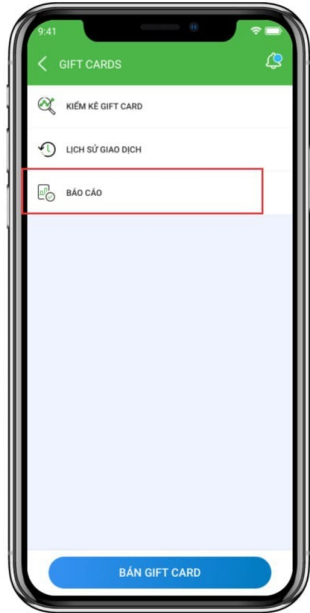 9:41
GIFT CARDS
KIỂM KÊ GIFT CARD
LỊCH SỬ GIAO DỊCH
BÁO CÁO
BÁN GIFT CARD